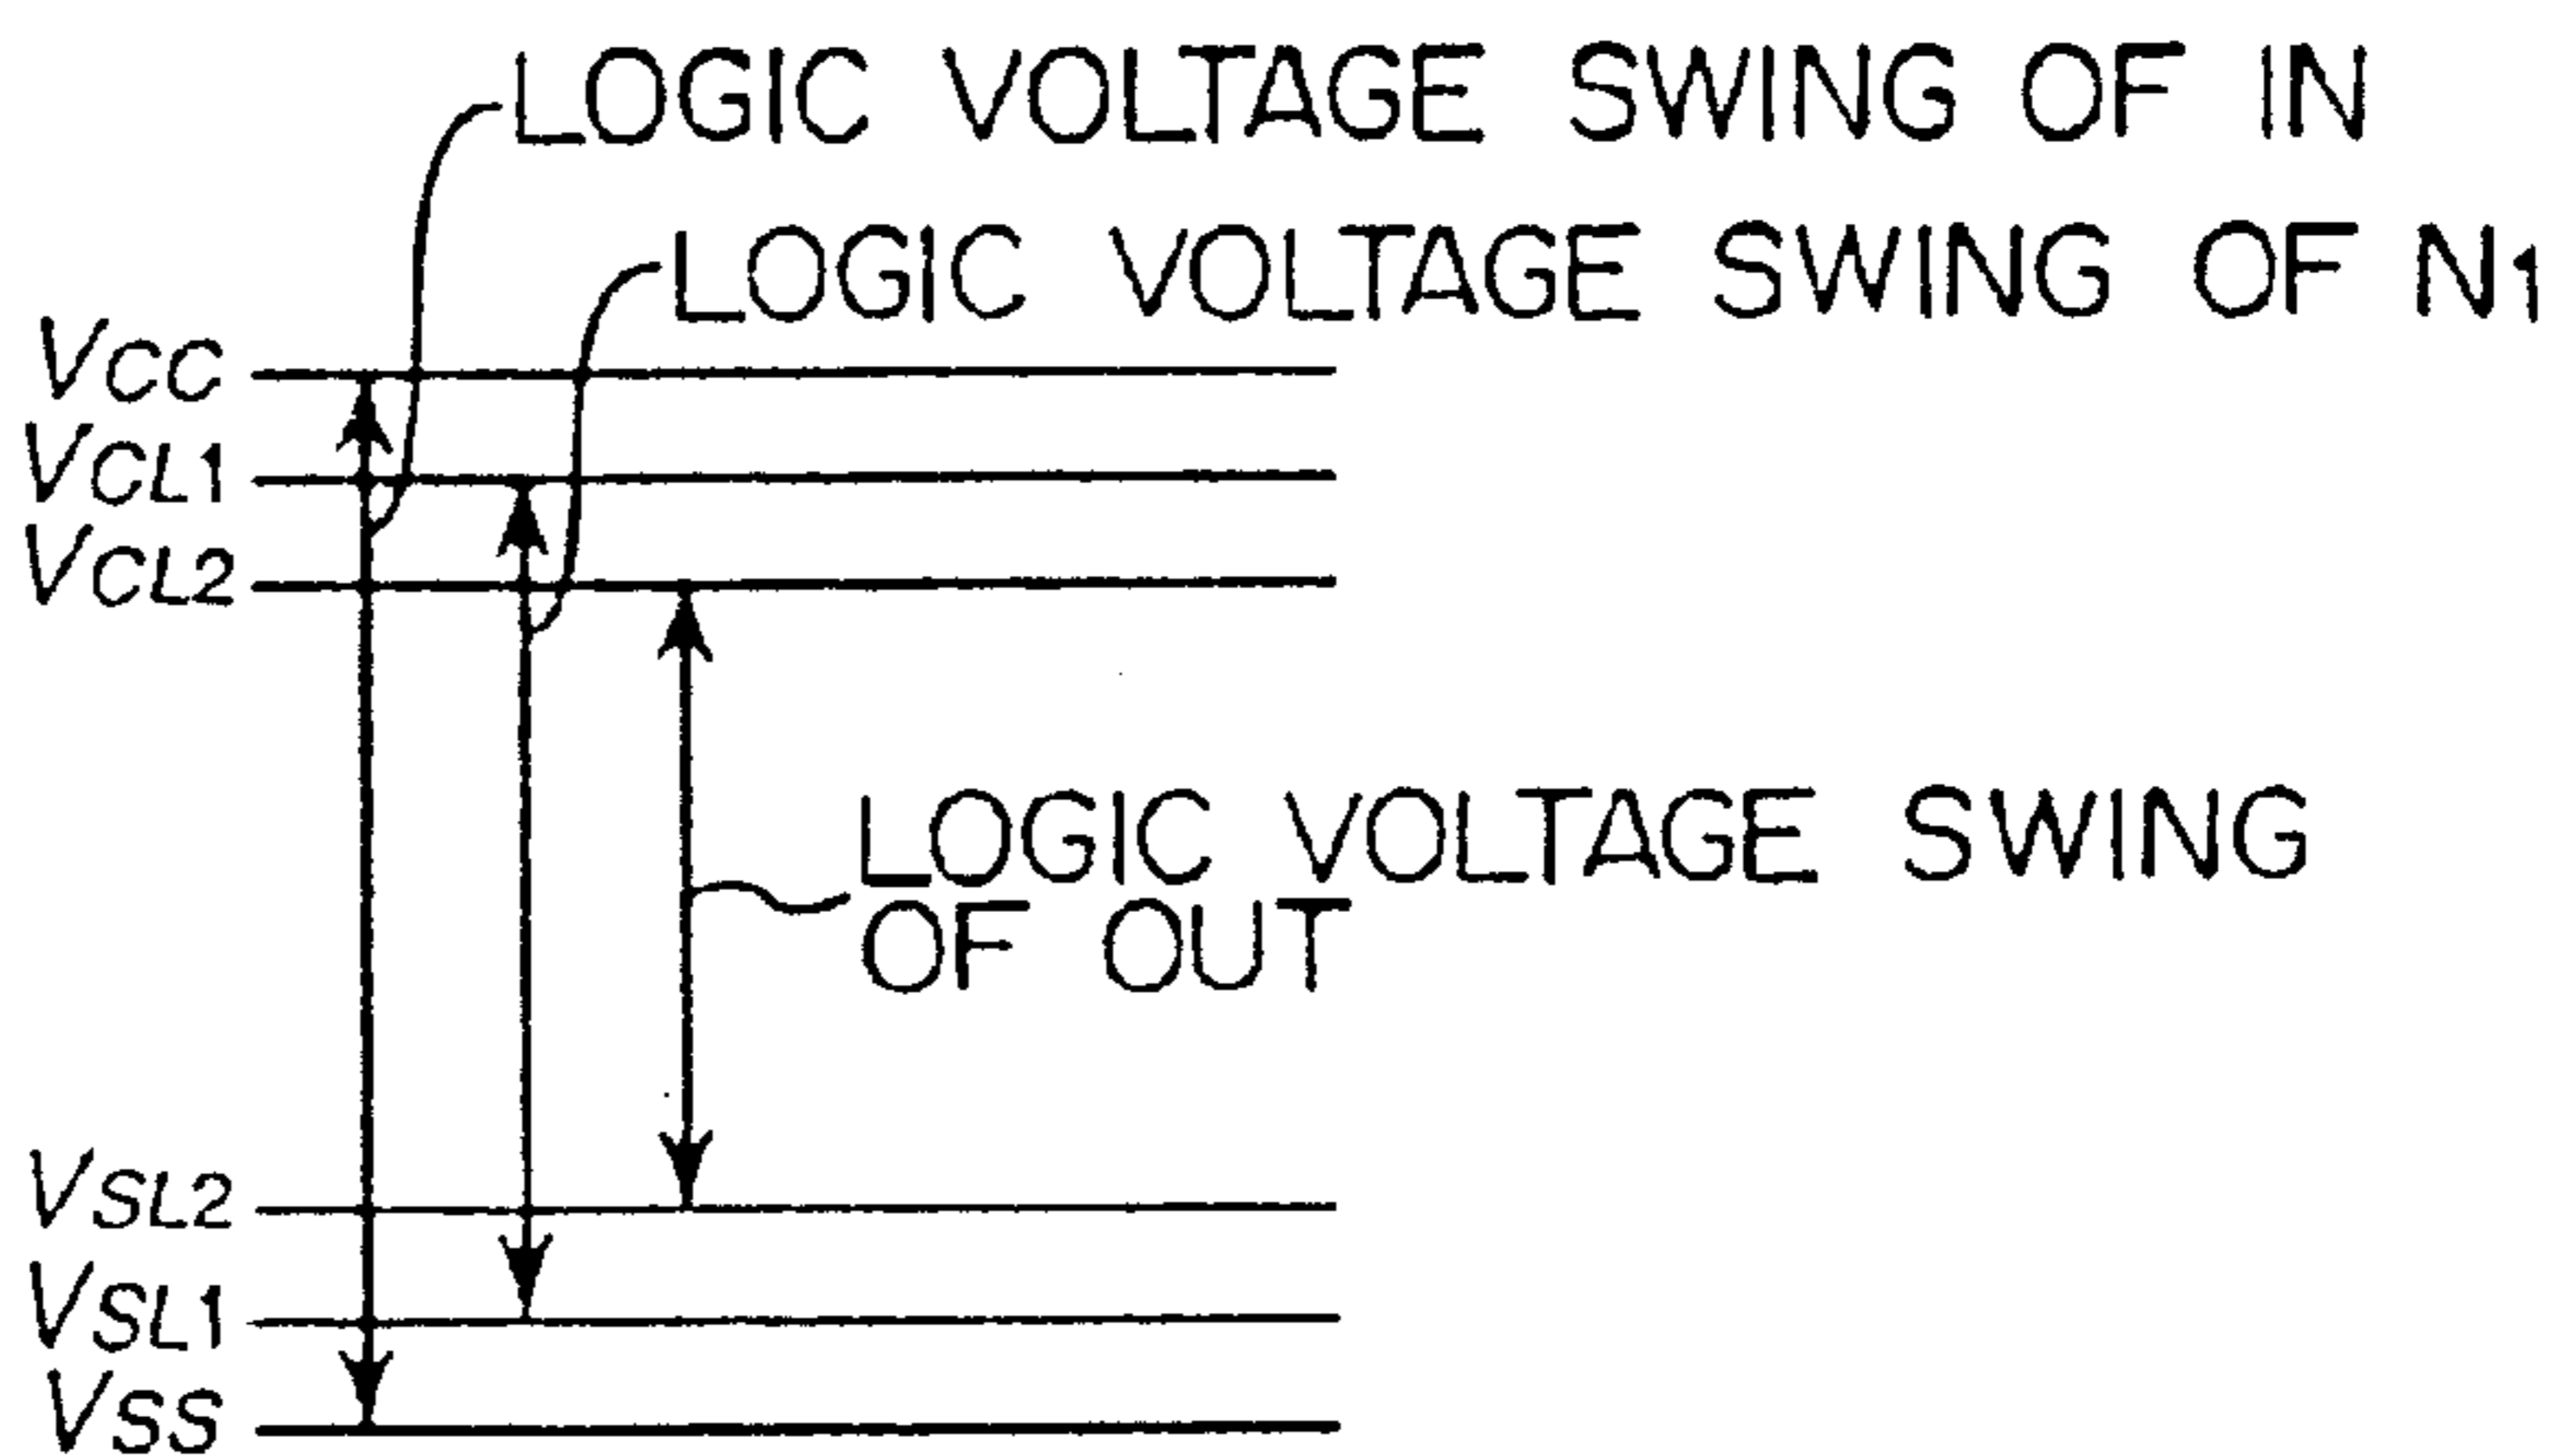 LOGIC VOLTAGE SWING OF IN
LOGIC VOLTAGE SWING OF N1
VCC
VCL1
VCL2
LOGIC VOLTAGE SWING
OF OUT
VSL2
VSL1
VSS